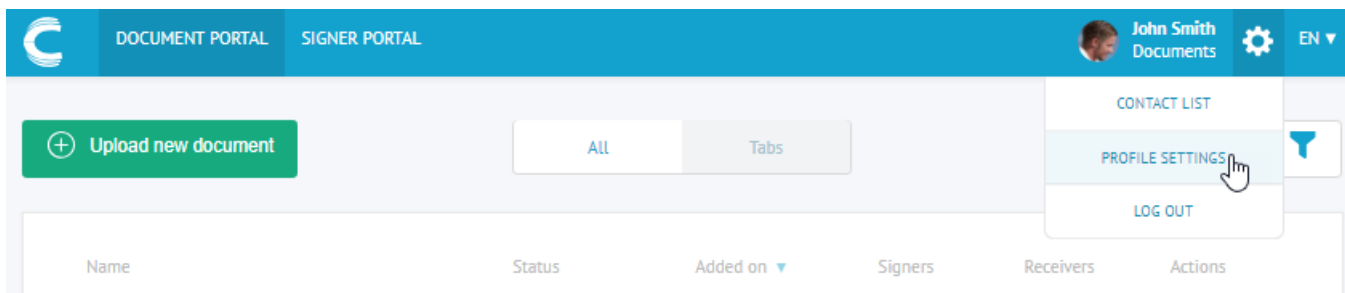 DOCUMENT PORTAL SIGNER PORTAL John Smith EN ▼
Documents
CONTACT LIST
Upload new document All Tabs
PROFILE SETTINGS
LOG OUT
Name Status Added on ▼ Signers Receivers Actions